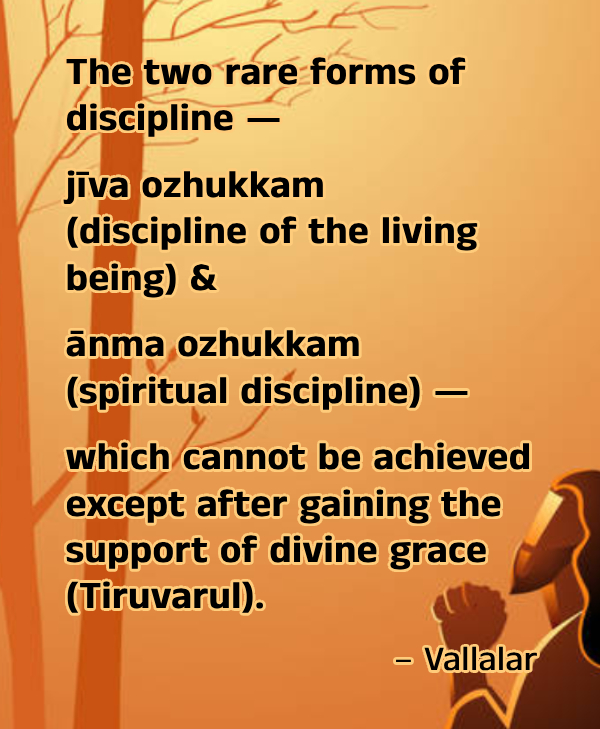 The two rare forms of
discipline —
jīva ozhukkam
(discipline of the living
being) &
ānma ozhukkam
(spiritual discipline) —
which cannot be achieved
except after gaining the
support of divine grace
(Tiruvarul).
– Vallalar